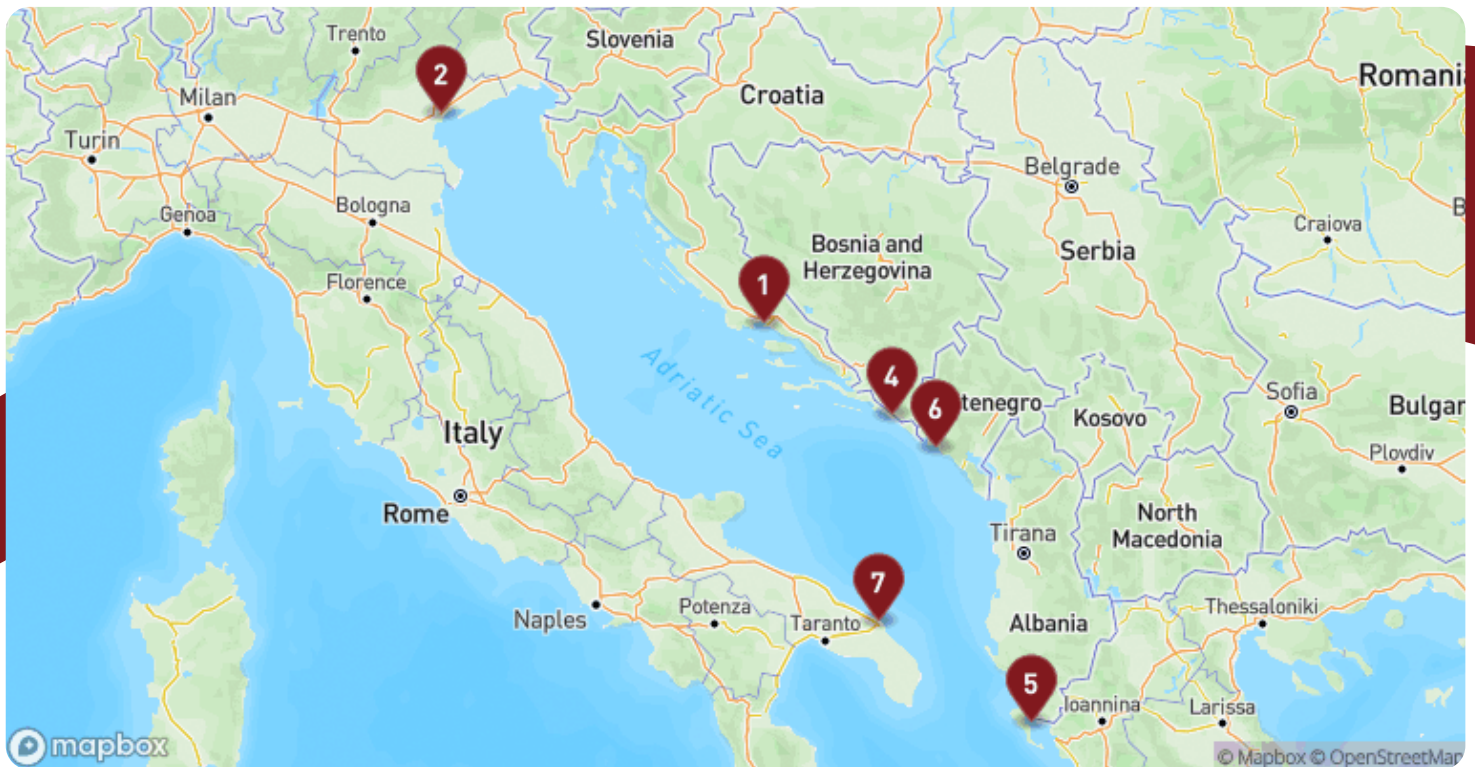 Trento
Slovenia
2
Romani
Croatia
Milan
Turin
Belgrade
Bologna
B
Genoa
Craiova
Bosnia and
Herzegovina
Serbia
Florence
1
Adriatic Sea
4
6
tenegro
Kosovo
Sofia
Bulgar
Italy
Plovdiv
Rome
North
Macedonia
Tirana
7
Naples
Potenza
Taranto
Albania
Thessaloniki
5
Ioannina
Larissa
mapbox
© Mapbox © OpenStreetMap